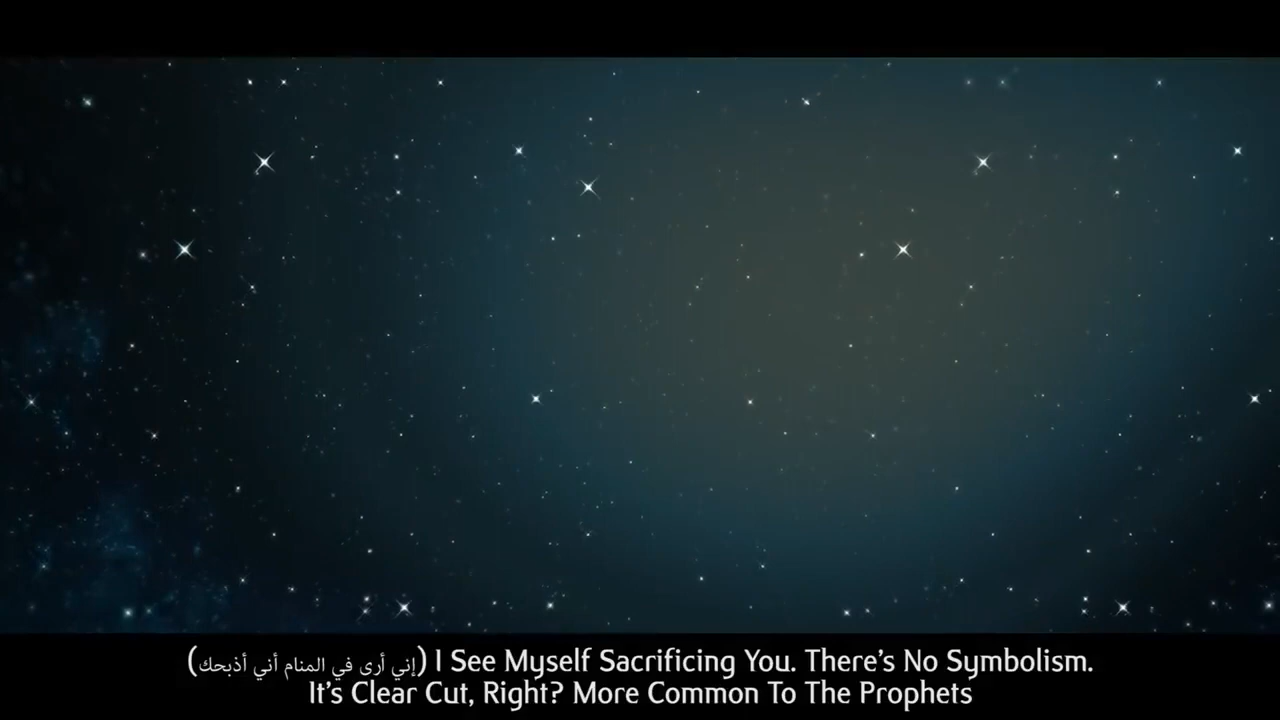 (إني أرى في المنام أني أذبحك) I See Myself Sacrificing You. There's No Symbolism.
It's Clear Cut, Right? More Common To The Prophets